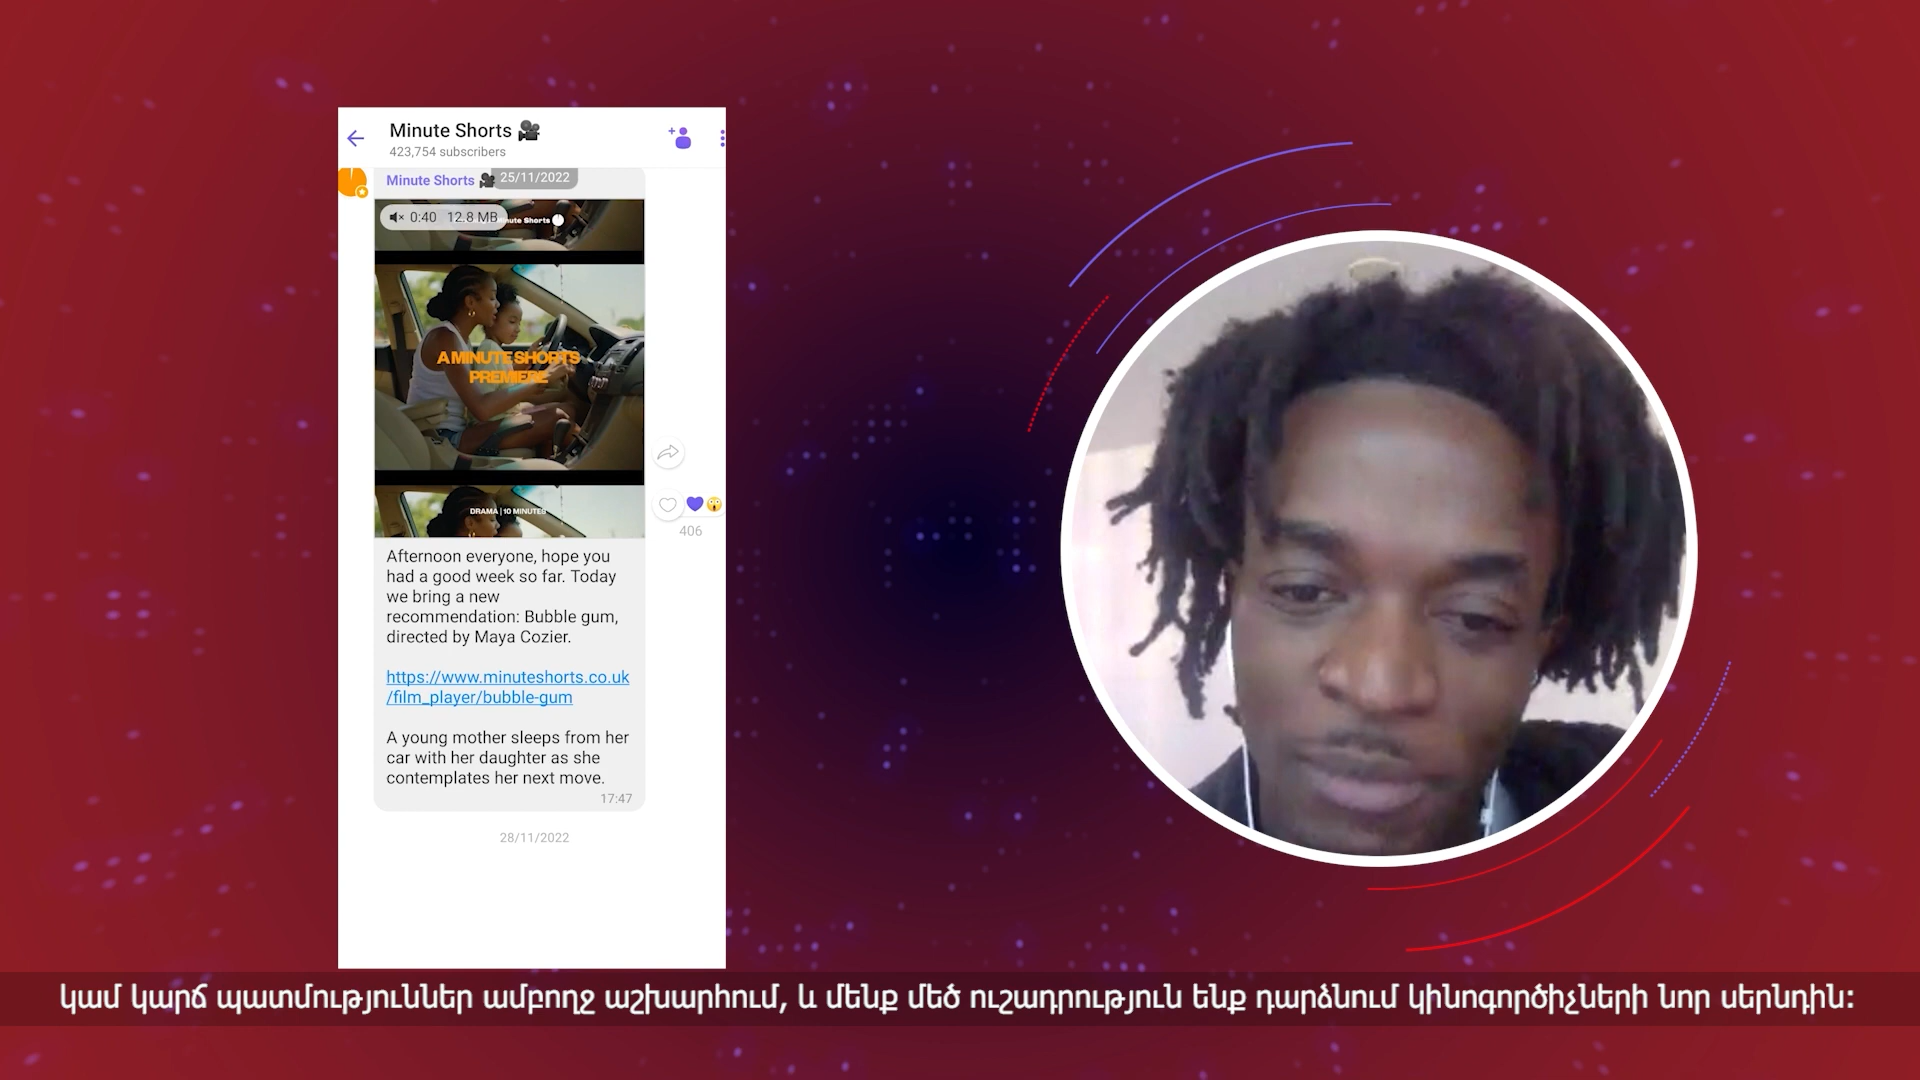 Minute Shorts
423,754 subscribers
Minute Shorts
25/11/2022
0:40 12.8 MB
nute Shorts
A MINUTE SHORTS
PREMIERE
DRAMA | 10 MINUTES
406
Afternoon everyone, hope you
had a good week so far. Today
we bring a new
recommendation: Bubble gum,
directed by Maya Cozier.
https://www.minuteshorts.co.uk
/film_player/bubble-gum
A young mother sleeps from her
car with her daughter as she
contemplates her next move.
17:47
28/11/2022
կամ կարճ պատմություններ ամբողջ աշխարհում, և մենք մեծ ուշադրություն ենք դարձնում կինոգործիչների նոր սերնդին: